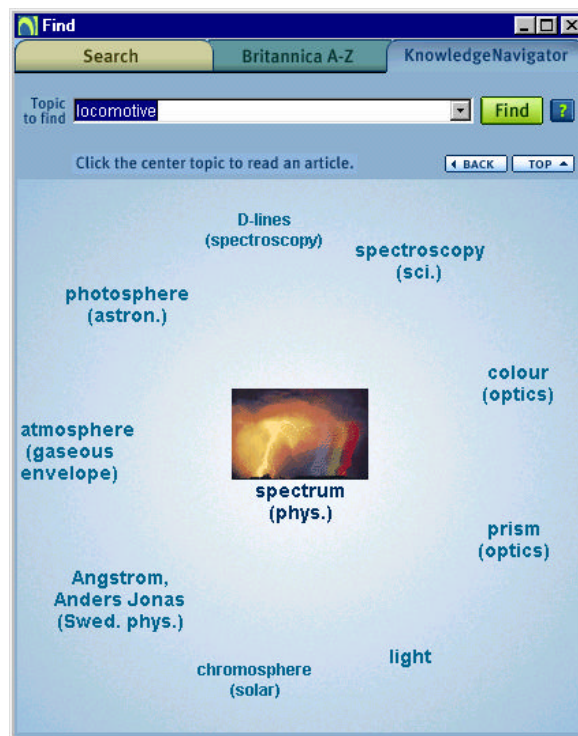 Find
Search
Britannica A-Z
KnowledgeNavigator
Topic
to find
locomotive
Find
?
Click the center topic to read an article.
BACK
TOP
D-lines
(spectroscopy)
spectroscopy
(sci.)
photosphere
(astron.)
colour
(optics)
atmosphere
(gaseous
envelope)
spectrum
(phys.)
prism
(optics)
Angstrom,
Anders Jonas
(Swed. phys.)
light
chromosphere
(solar)